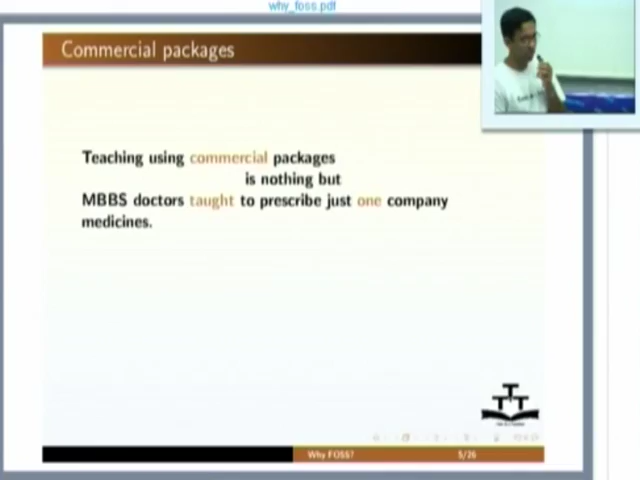 why_foss.pdf
Commercial packages
Teaching using commercial packages
is nothing but
MBBS doctors taught to prescribe just one company
medicines.
TTT
Why FOSS?
5/26